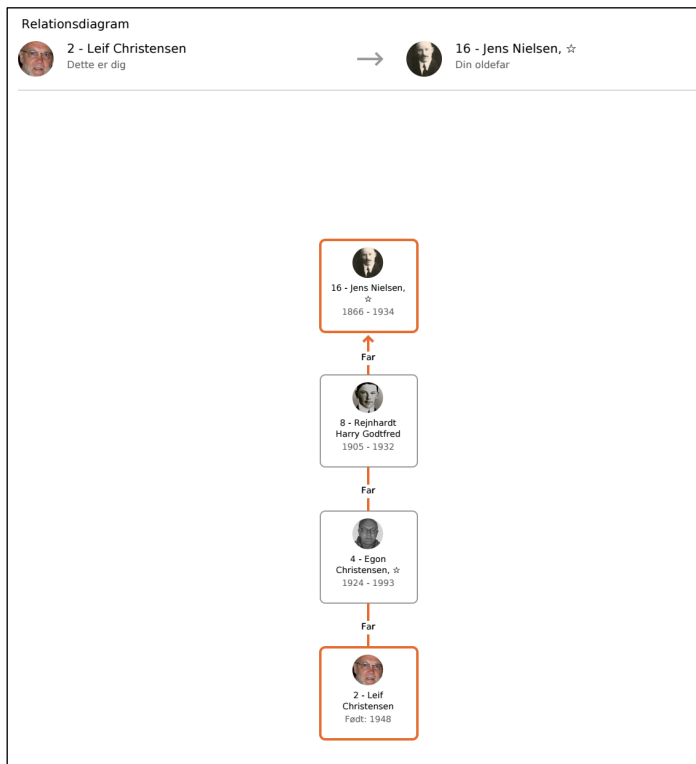 Relationsdiagram
2 - Leif Christensen
Dette er dig
16 - Jens Nielsen, ☆
Din oldefar
16 - Jens Nielsen,
☆
1866 - 1934
Far
8 - Rejnhardt
Harry Godtfred
1905 - 1932
Far
4 - Egon
Christensen, ☆
1924 - 1993
Far
2 - Leif
Christensen
Født: 1948